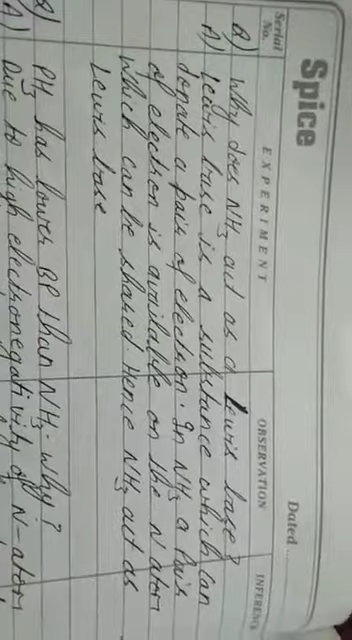 Spice
Dated
Serial No.
EXPERIMENT
OBSERVATION
INFERENCE
Q) Why does NH3 act as a Lewis base?
A) Lewis base is a substance which can
donate a pair of electron. In NH3 a pair
of electron is available on the N atom
which can be shared Hence NH3 act as
Lewis base
Q) PH3 has lower BP than NH3. Why?
A) Due to high electronegativity of N-atom